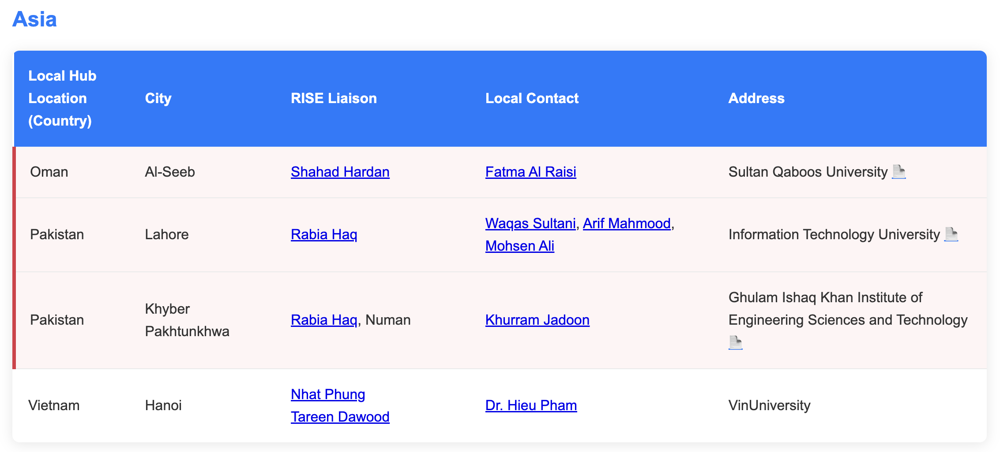 Asia
Local Hub
Location
(Country)
City
RISE Liaison
Local Contact
Address
Oman
Al-Seeb
Shahad Hardan
Fatma Al Raisi
Sultan Qaboos University
Pakistan
Lahore
Rabia Haq
Waqas Sultani, Arif Mahmood,
Mohsen Ali
Information Technology University
Pakistan
Khyber
Pakhtunkhwa
Rabia Haq, Numan
Khurram Jadoon
Ghulam Ishaq Khan Institute of
Engineering Sciences and Technology
Vietnam
Hanoi
Nhat Phung
Tareen Dawood
Dr. Hieu Pham
VinUniversity